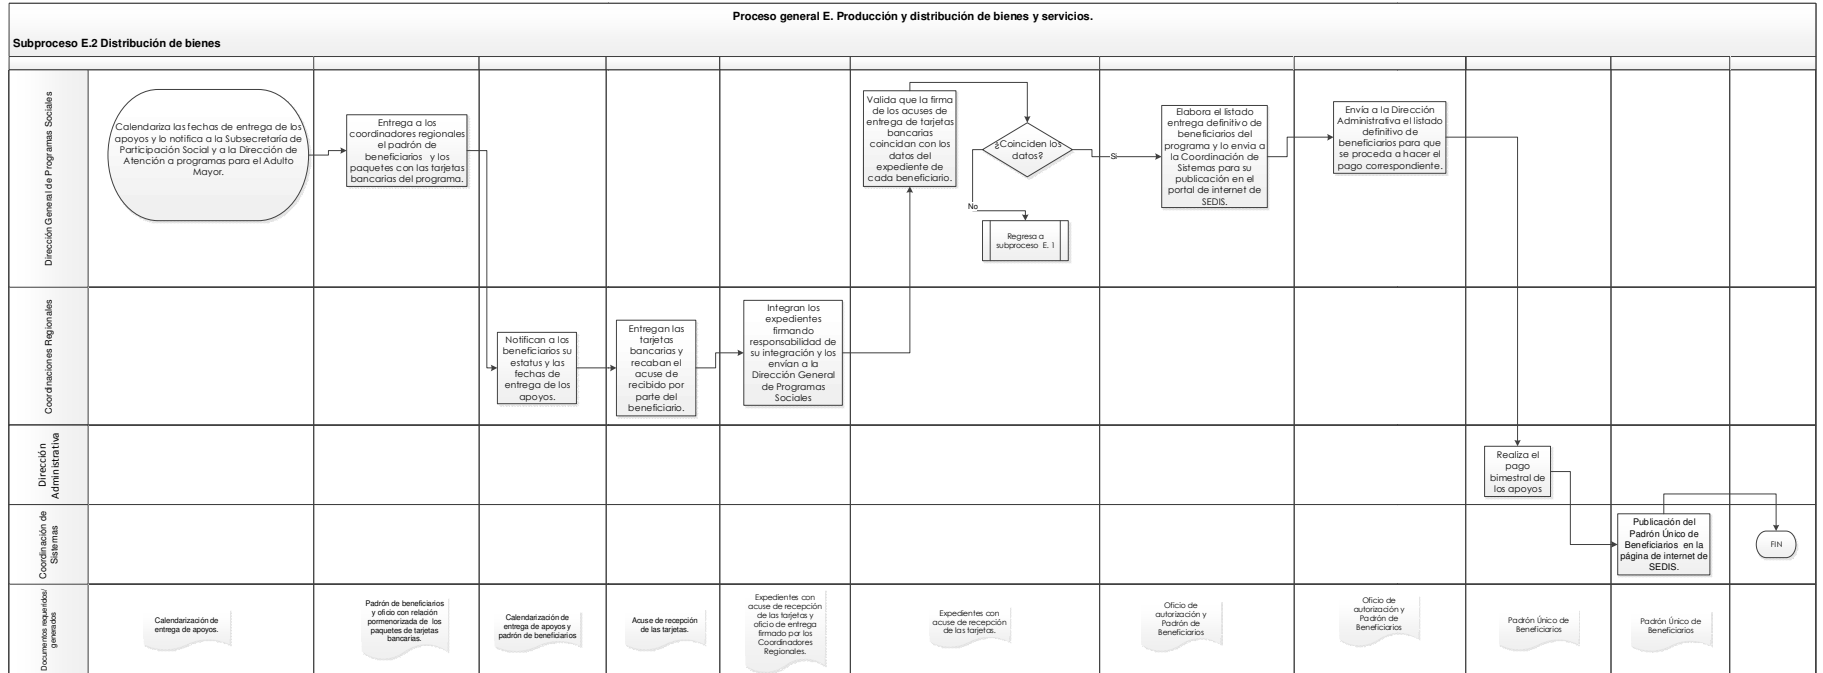 Proceso general E. Producción y distribución de bienes y servicios.
Subproceso E.2 Distribución de bienes
Dirección General de Programas Sociales
Calendariza las fechas de entrega de los
apoyos y lo notifica a la Subsecretaría de
Participación Social y a la Dirección de
Atención a programas para el Adulto
Mayor.
Entrega a los
coordinadores regionales
el padrón de
beneficiarios y los
paquetes con las tarjetas
bancarias del programa.
Valida que la firma
de los acuses de
entrega de tarjetas
bancarias
coincidan con los
datos del
expediente de
cada beneficiario.
¿Coinciden los
datos?
Si
No
Regresa a
subproceso E. 1
Elabora el listado
entrega definitivo de
beneficiarios del
programa y lo envia a
la Coordinación de
Sistemas para su
publicación en el
portal de internet de
SEDIS.
Envía a la Dirección
Administrativa el listado
definitivo de
beneficiarios para que
se proceda a hacer el
pago correspondiente.
Coordinaciones Regionales
Notifican a los
beneficiarios su
estatus y las
fechas de
entrega de los
apoyos.
Entregan las
tarjetas
bancarias y
recaban el
acuse de
recibido por
parte del
beneficiario.
Integran los
expedientes
firmando
responsabilidad de
su integración y los
envían a la
Dirección General
de Programas
Sociales
Dirección
Administrativa
Realiza el
pago
bimestral de
los apoyos
Coordinación de
Sistemas
Publicación del
Padrón Único de
Beneficiarios en la
página de internet de
SEDIS.
FIN
Documentos requeridos/
generados
Calendarización de
entrega de apoyos.
Padrón de beneficiarios
y oficio con relación
pormenorizada de los
paquetes de tarjetas
bancarias.
Calendarización de
entrega de apoyos y
padrón de beneficiarios
Acuse de recepción
de las tarjetas.
Expedientes con
acuse de recepción
de las tarjetas y
oficio de entrega
firmado por los
Coordinadores
Regionales.
Expedientes con
acuse de recepción
de las tarjetas.
Oficio de
autorización y
Padrón de
Beneficiarios
Oficio de
autorización y
Padrón de
Beneficiarios
Padrón Único de
Beneficiarios
Padrón Único de
Beneficiarios